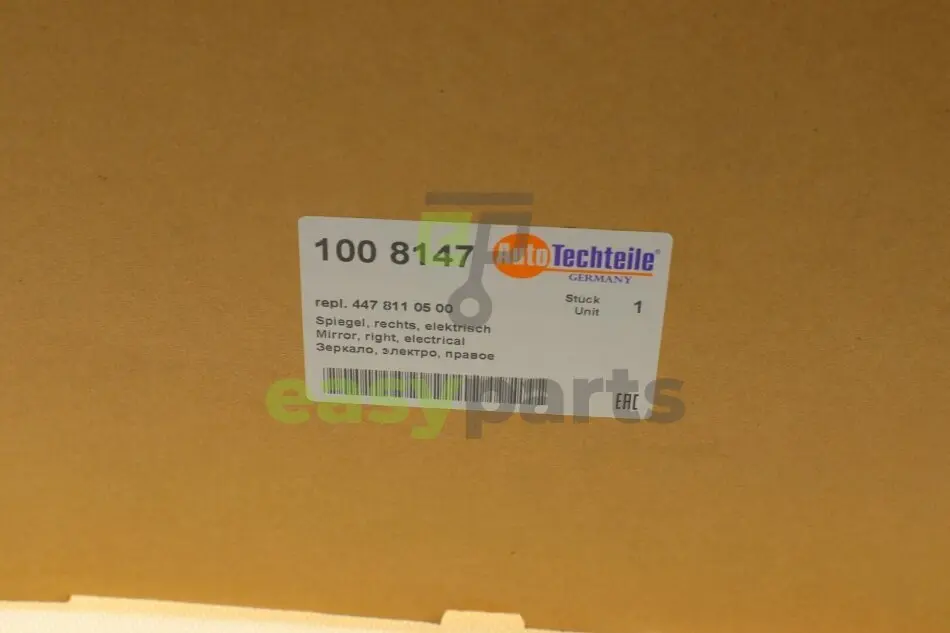 100 8147
AutoTechteile®
GERMANY
repl. 447 811 05 00
Stuck
Unit
1
Spiegel, rechts, elektrisch
Mirror, right, electrical
Зеркало, электро, правое
EAC
easyparts